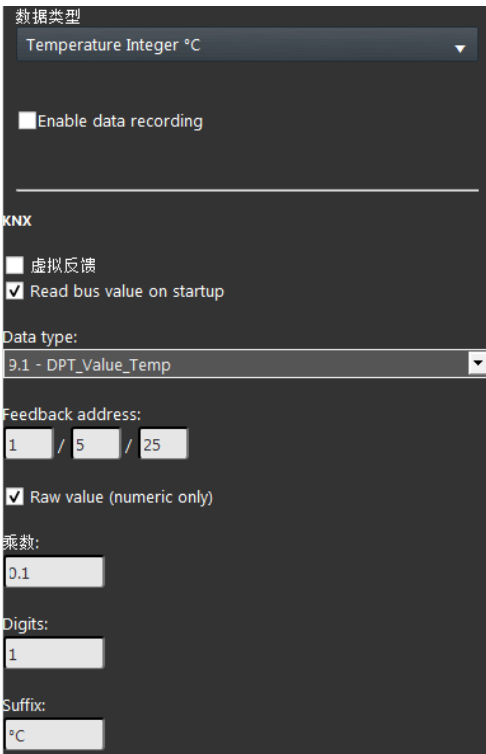 数据类型
Temperature Integer °C
Enable data recording
KNX
虚拟反馈
Read bus value on startup
Data type:
9.1 - DPT_Value_Temp
Feedback address:
1 / 5 / 25
Raw value (numeric only)
乘数:
0.1
Digits:
1
Suffix:
°C